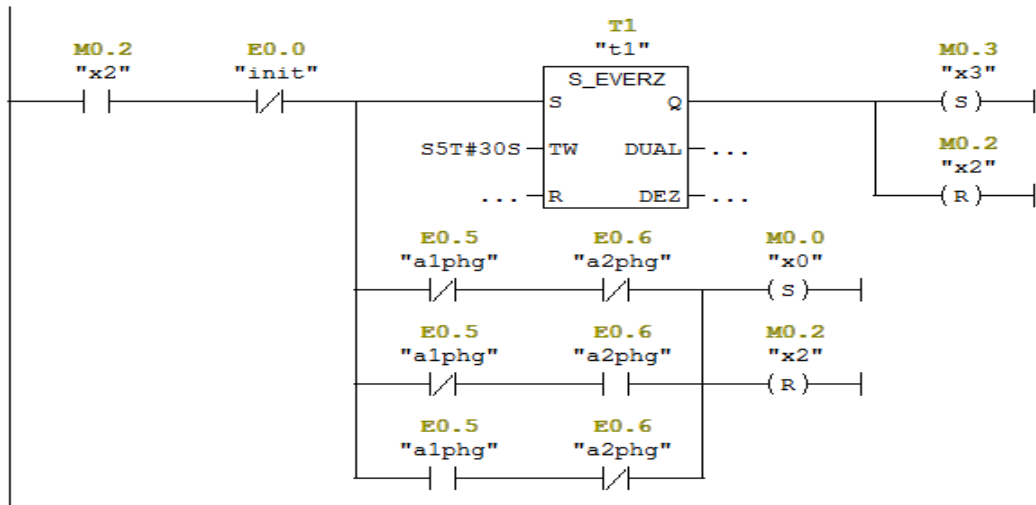 T1
"t1"
M0.2 E0.0 M0.3
"x2" "init" "x3"
S_EVERZ
S Q (S)
M0.2
S5T#30S TW DUAL ... "x2"
... R DEZ ... (R)
E0.5 E0.6 M0.0
"a1phg" "a2phg" "x0"
(S)
E0.5 E0.6 M0.2
"a1phg" "a2phg" "x2"
(R)
E0.5 E0.6
"a1phg" "a2phg"